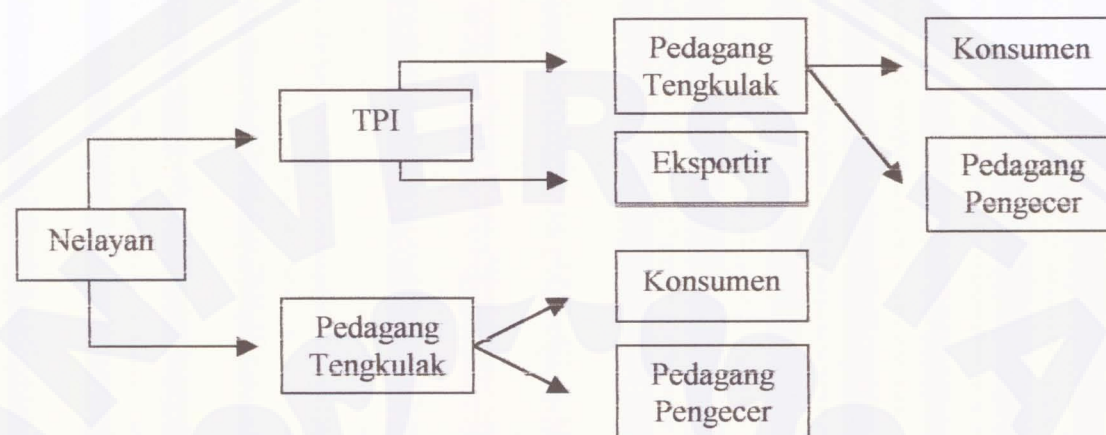 Pedagang
Tengkulak
Konsumen
TPI
Eksportir
Pedagang
Pengecer
Nelayan
Konsumen
Pedagang
Tengkulak
Pedagang
Pengecer